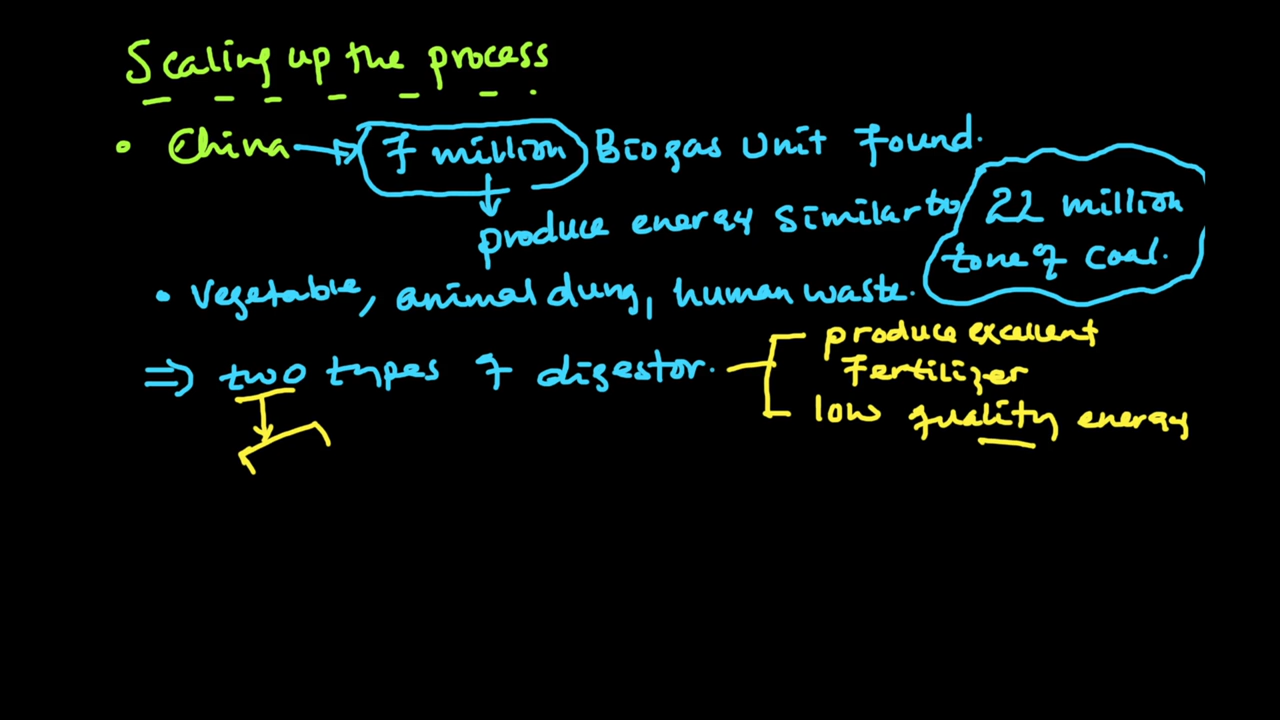 Scaling up the process
• China ⇒ 7 million Biogas unit found.
produce energy similar to 22 million
tone of coal.
• Vegetable, animal dung, human waste.
⇒ two types of digestor.
produce excellent
fertilizer
low quality energy